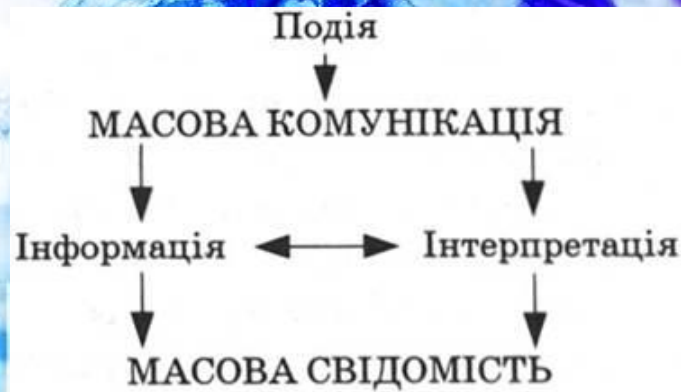 Подія
МАСОВА КОМУНІКАЦІЯ
Інформація Інтерпретація
МАСОВА СВІДОМІСТЬ